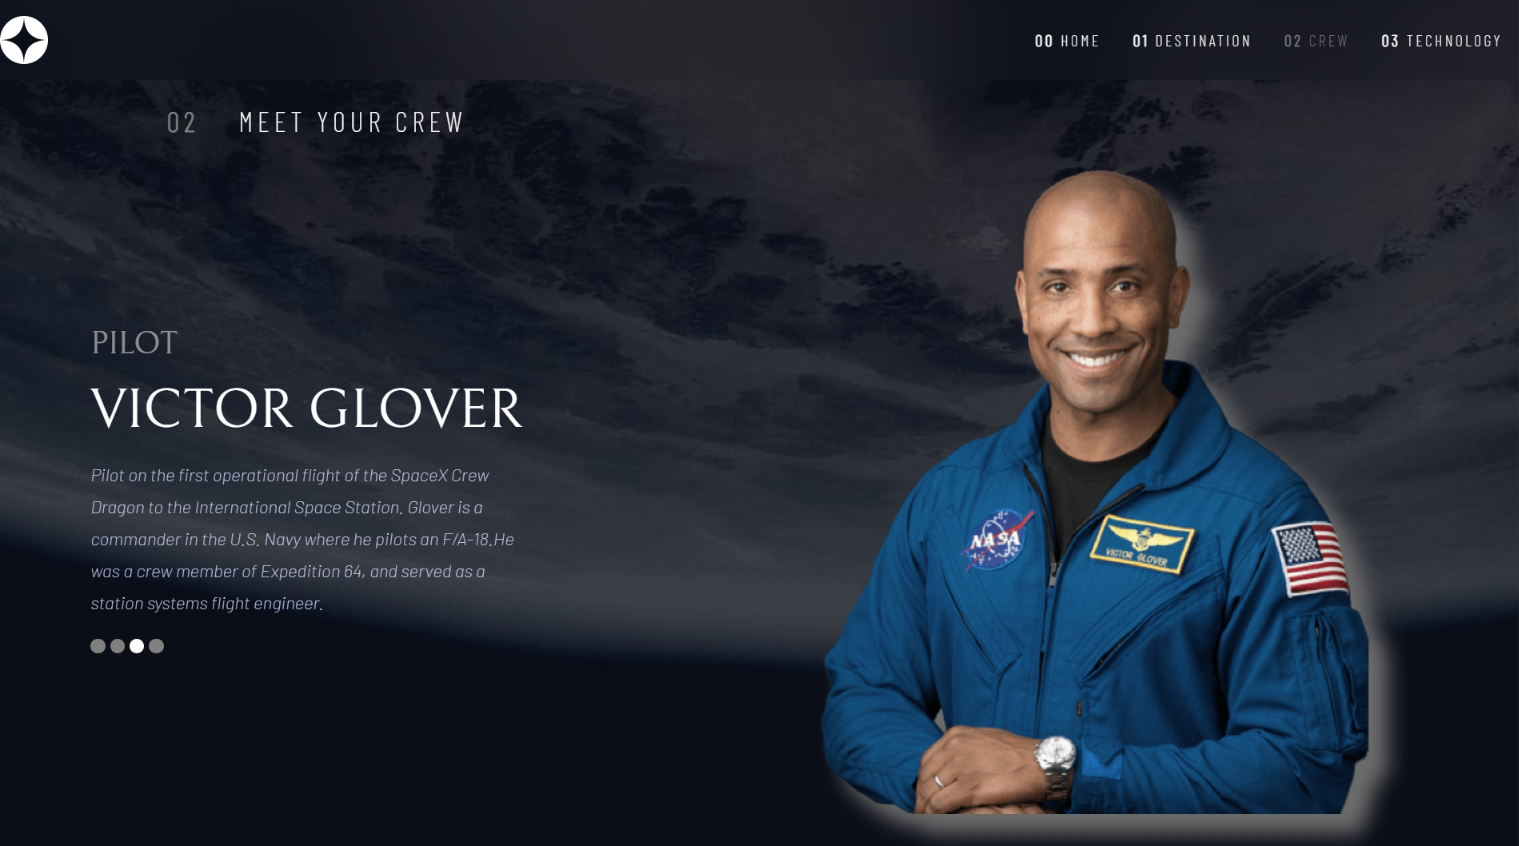 00 HOME 01 DESTINATION 02 CREW 03 TECHNOLOGY
02 MEET YOUR CREW
PILOT
VICTOR GLOVER
Pilot on the first operational flight of the SpaceX Crew
Dragon to the International Space Station. Glover is a
commander in the U.S. Navy where he pilots an F/A-18.He
was a crew member of Expedition 64, and served as a
station systems flight engineer.
NASA
VICTOR GLOVER